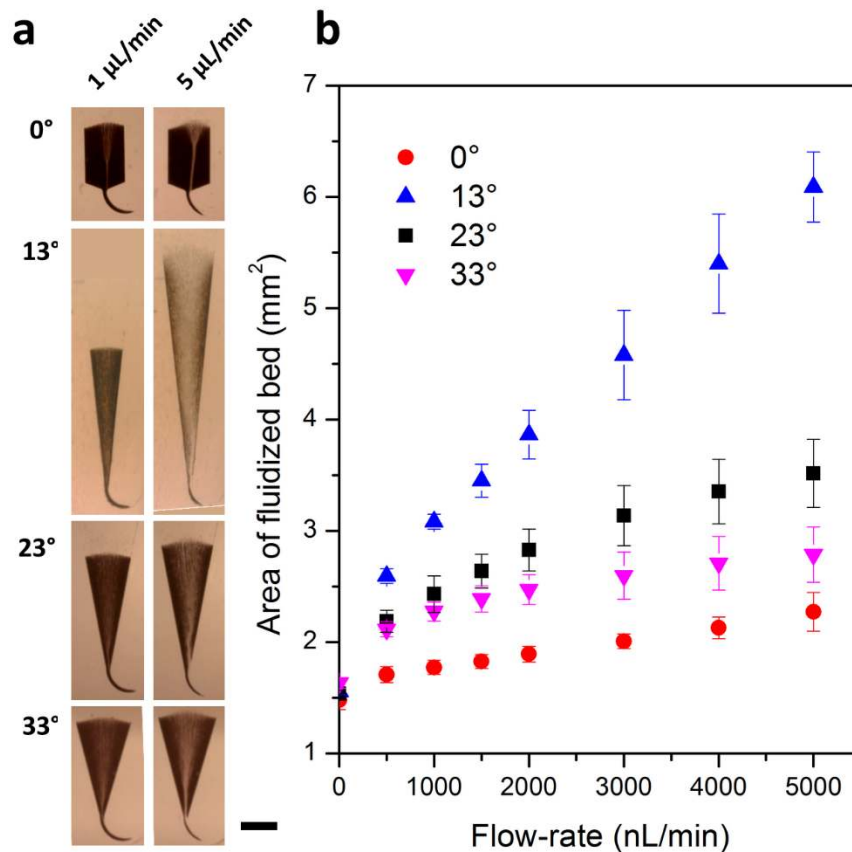 a
1 µL/min
5 µL/min
0°
13°
23°
33°
b
7
6
5
4
3
2
1
Area of fluidized bed (mm²)
0°
13°
23°
33°
0 1000 2000 3000 4000 5000
Flow-rate (nL/min)